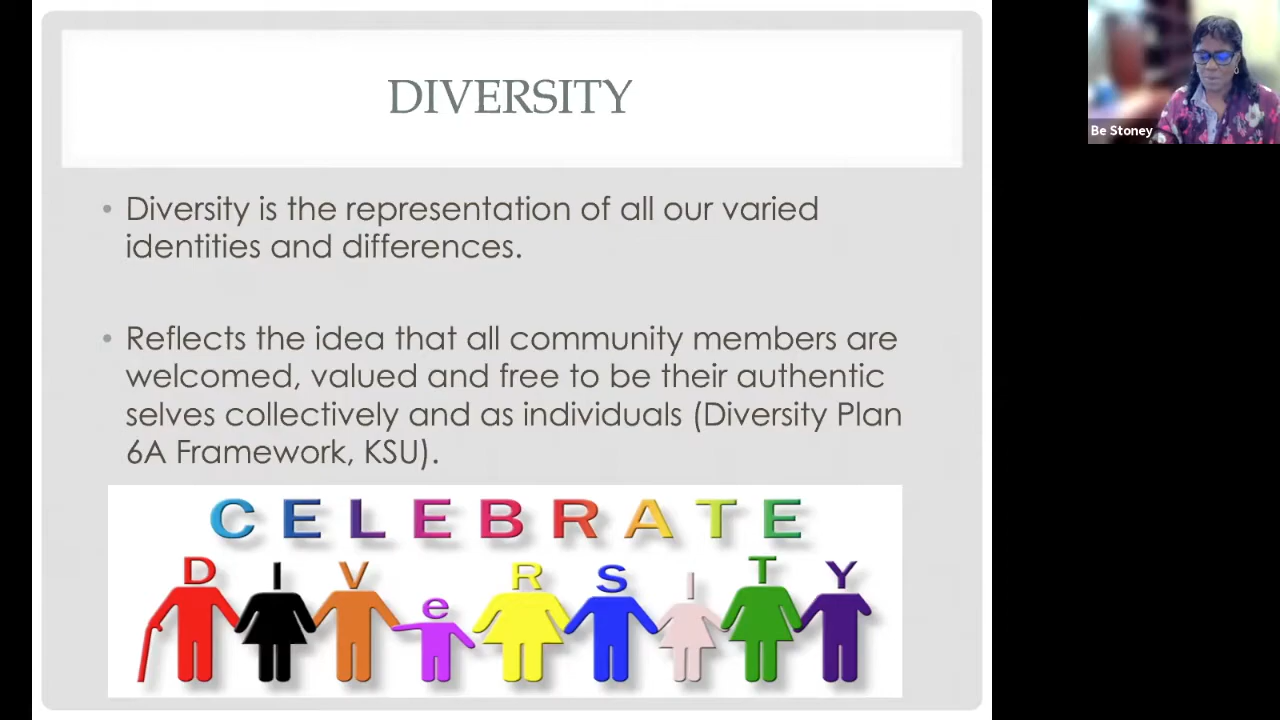 DIVERSITY
• Diversity is the representation of all our varied
identities and differences.
• Reflects the idea that all community members are
welcomed, valued and free to be their authentic
selves collectively and as individuals (Diversity Plan
6A Framework, KSU).
CELEBRATE
DIVeRSITY
Be Stoney